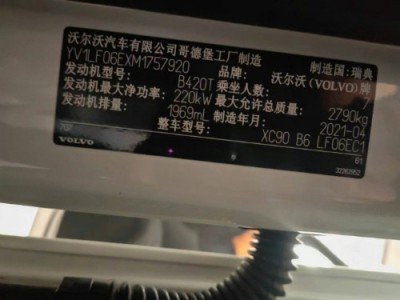 沃尔沃汽车有限公司哥德堡工厂制造 制造国:瑞典
YV1LF06EXM1757920 品牌: 沃尔沃(VOLVO)牌
发动机型号: B420T 乘坐人数: 7
发动机最大净功率: 220kW 最大允许总质量: 2790kg
发动机排量: 1969mL 制造年月: 2021-04
整车型号: XC90 B6 LF06EC1
VOLVO
61